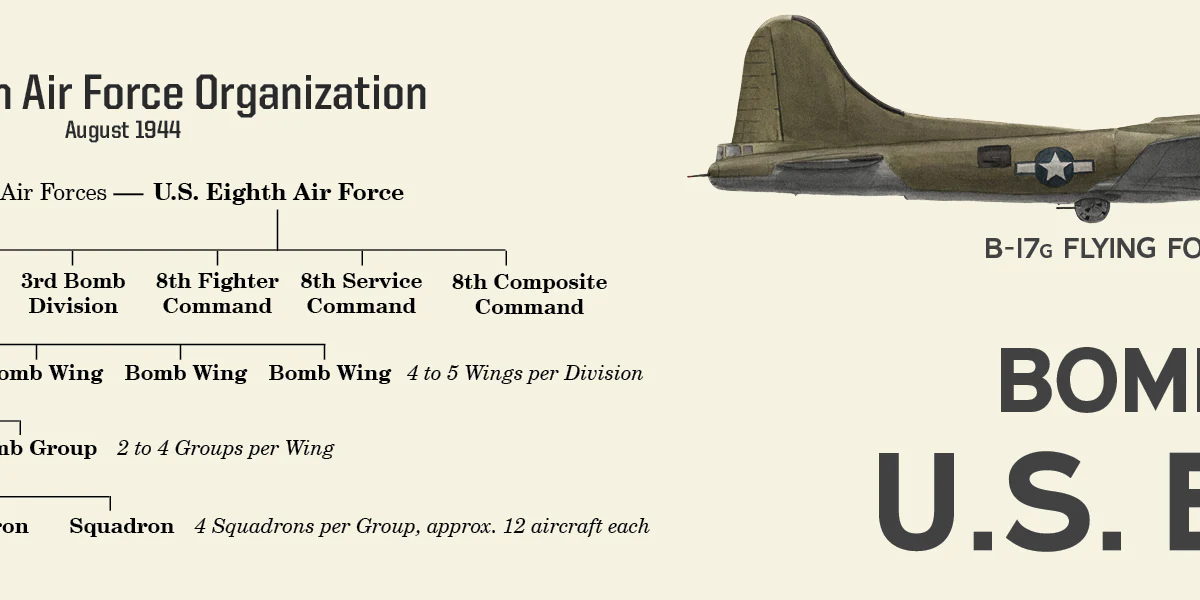 Air Force Organization
August 1944
Air Forces — U.S. Eighth Air Force
3rd Bomb
Division
8th Fighter
Command
8th Service
Command
8th Composite
Command
omb Wing Bomb Wing Bomb Wing 4 to 5 Wings per Division
mb Group 2 to 4 Groups per Wing
ron Squadron 4 Squadrons per Group, approx. 12 aircraft each
B-17G FLYING FO
BOM
U.S.